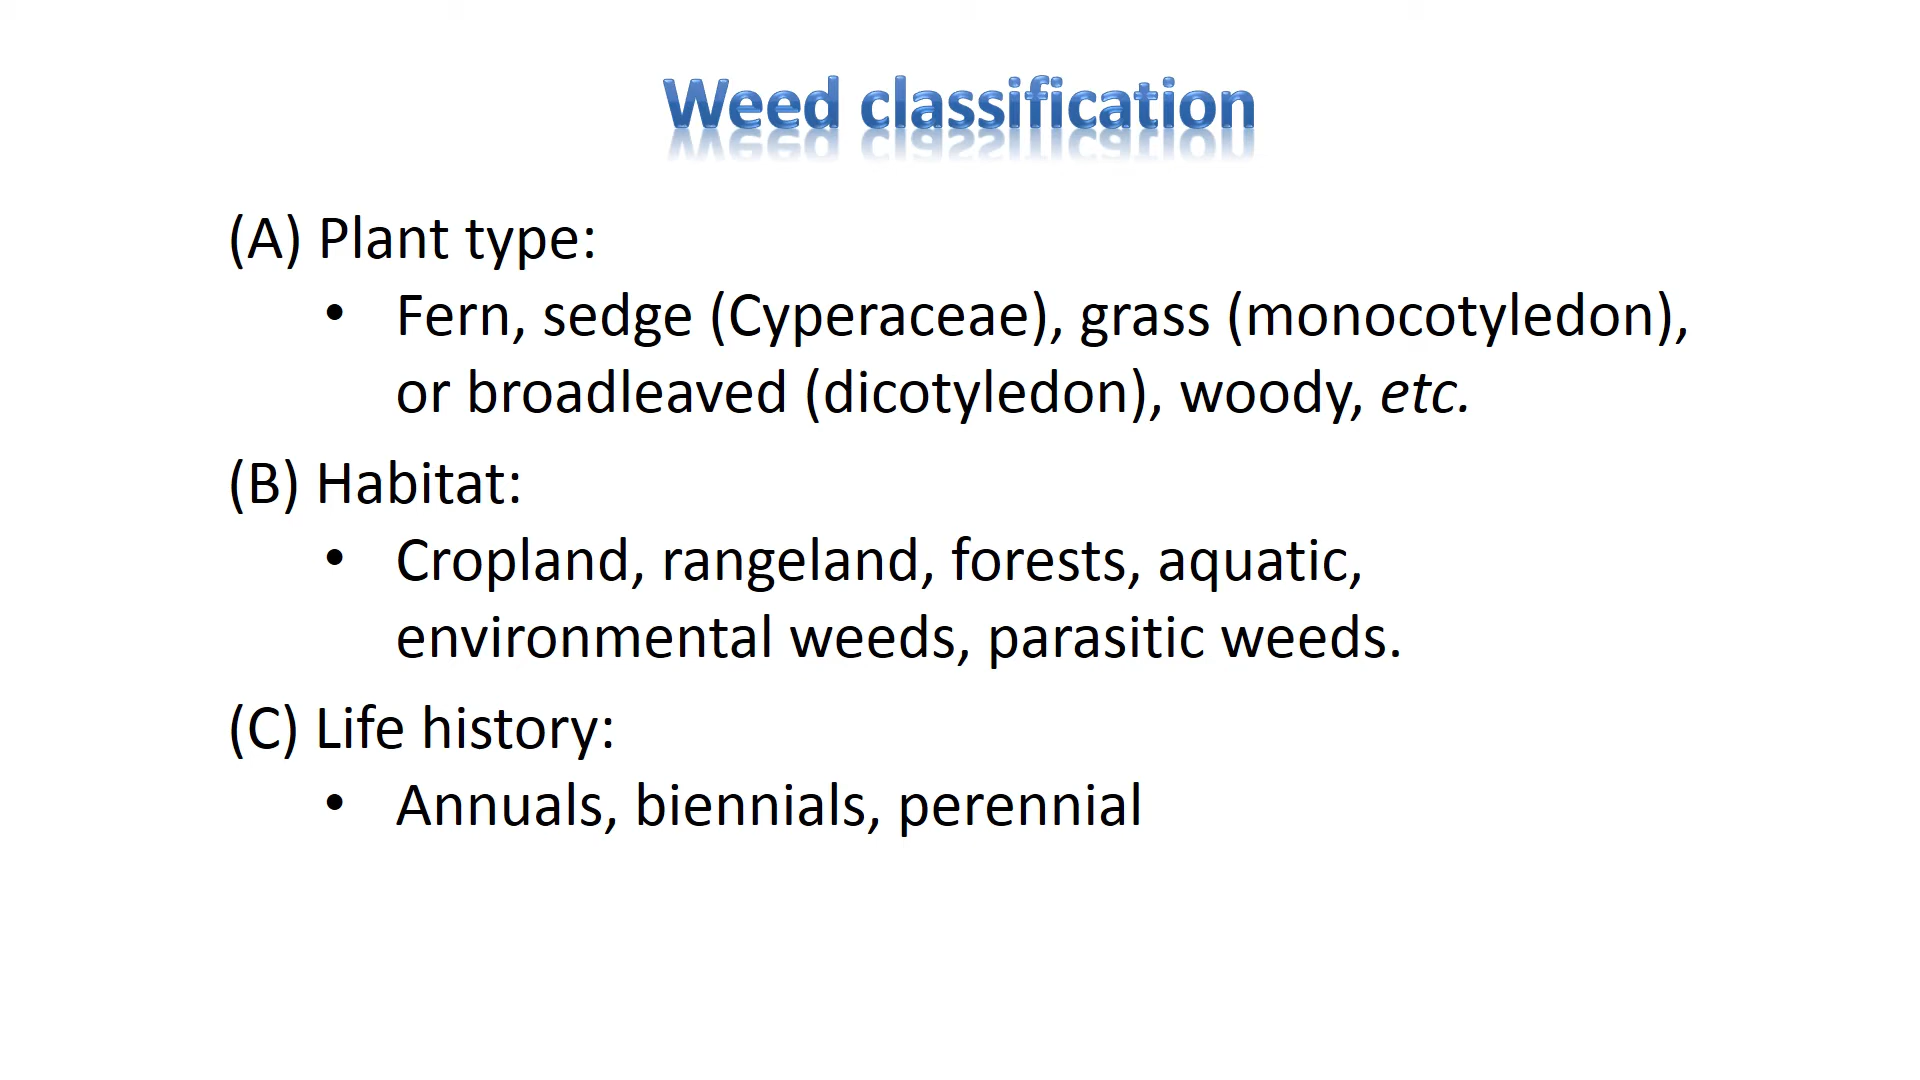 Weed classification
(A) Plant type:
• Fern, sedge (Cyperaceae), grass (monocotyledon),
or broadleaved (dicotyledon), woody, etc.
(B) Habitat:
• Cropland, rangeland, forests, aquatic,
environmental weeds, parasitic weeds.
(C) Life history:
• Annuals, biennials, perennial